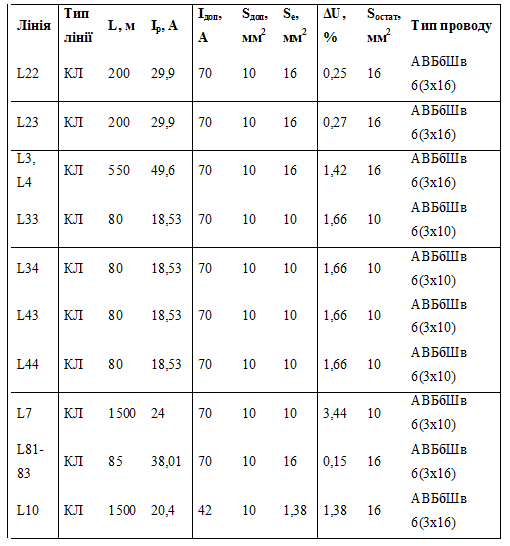 Лінія Тип лінії L, м Iр, А Iдоп, А Sдоп, мм² Sе, мм² ΔU, % Sостат, мм² Тип проводу
L22 КЛ 200 29,9 70 10 16 0,25 16 АВБбШв 6(3х16)
L23 КЛ 200 29,9 70 10 16 0,27 16 АВБбШв 6(3х16)
L3, L4 КЛ 550 49,6 70 10 16 1,42 16 АВБбШв 6(3х16)
L33 КЛ 80 18,53 70 10 10 1,66 10 АВБбШв 6(3х10)
L34 КЛ 80 18,53 70 10 10 1,66 10 АВБбШв 6(3х10)
L43 КЛ 80 18,53 70 10 10 1,66 10 АВБбШв 6(3х10)
L44 КЛ 80 18,53 70 10 10 1,66 10 АВБбШв 6(3х10)
L7 КЛ 1500 24 70 10 10 3,44 10 АВБбШв 6(3х10)
L81-83 КЛ 85 38,01 70 10 16 0,15 16 АВБбШв 6(3х16)
L10 КЛ 1500 20,4 42 10 1,38 1,38 16 АВБбШв 6(3х16)